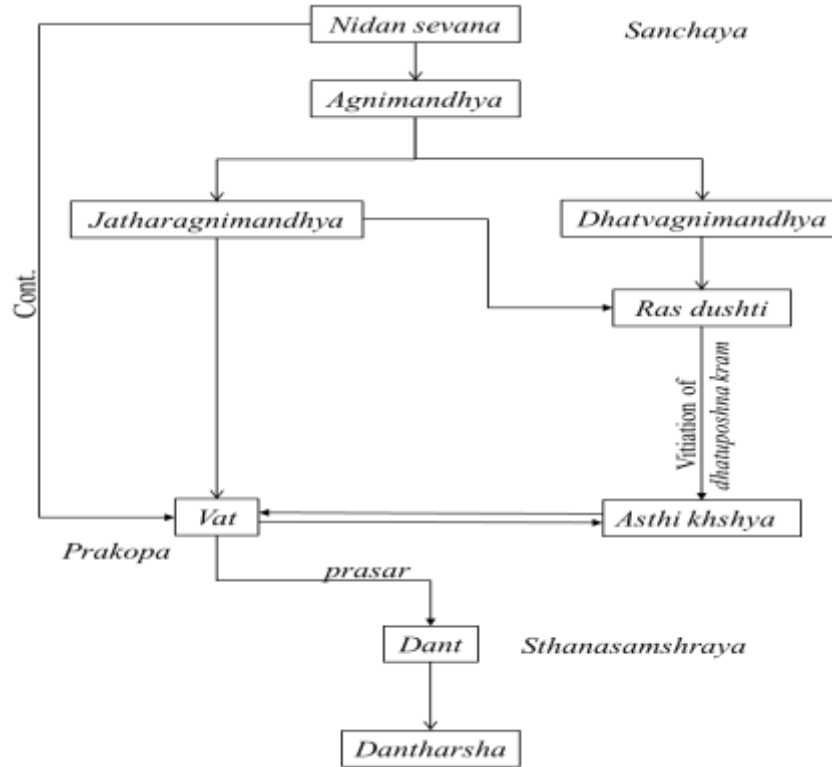 Nidan sevana
Sanchaya
Agnimandhya
Jatharagnimandhya
Dhatvagnimandhya
Cont.
Ras dushti
Vitiation of
dhatuposhna kram
Vat
Asthi khshya
Prakopa
prasar
Dant
Sthanasamshraya
Dantharsha